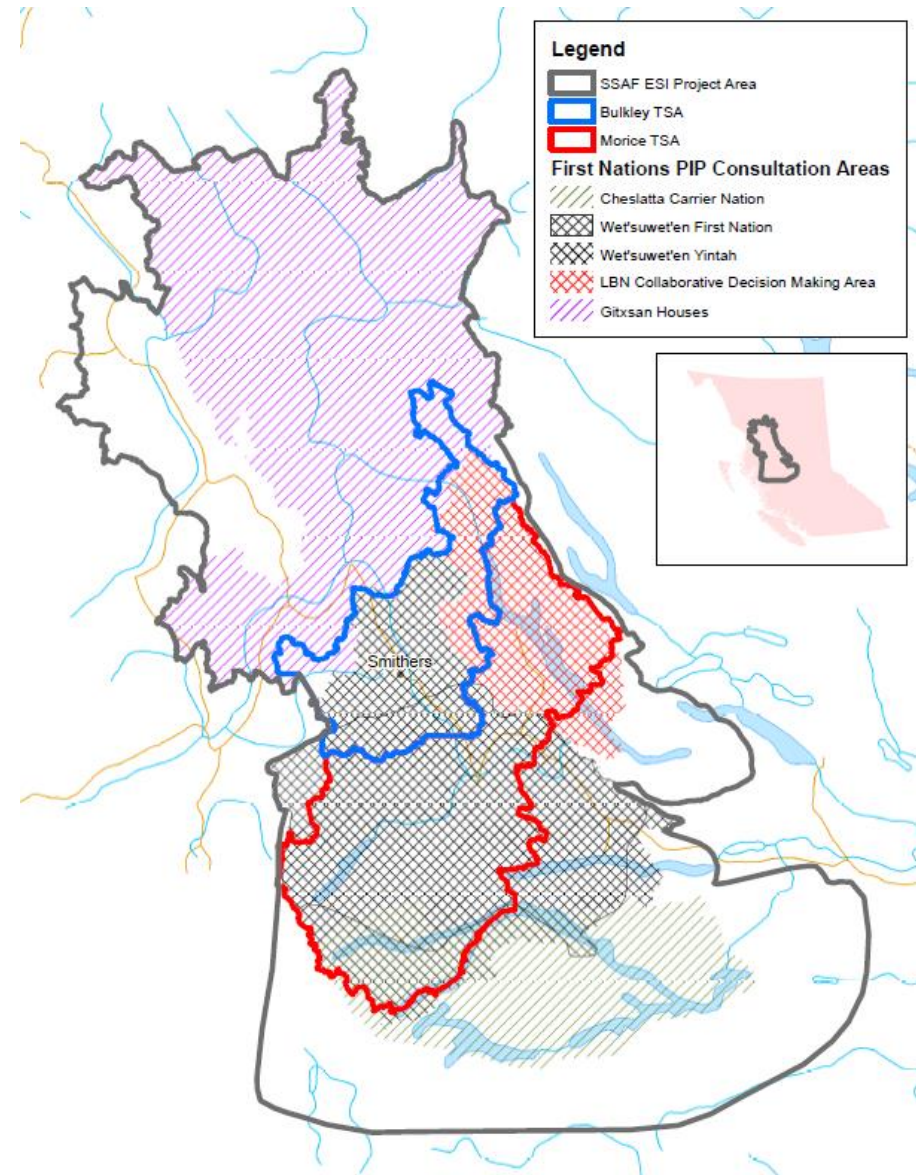 Legend
SSAF ESI Project Area
Bulkley TSA
Morice TSA
First Nations PIP Consultation Areas
Cheslatta Carrier Nation
Wet'suwet'en First Nation
Wet'suwet'en Yintah
LBN Collaborative Decision Making Area
Gitxsan Houses
Smithers